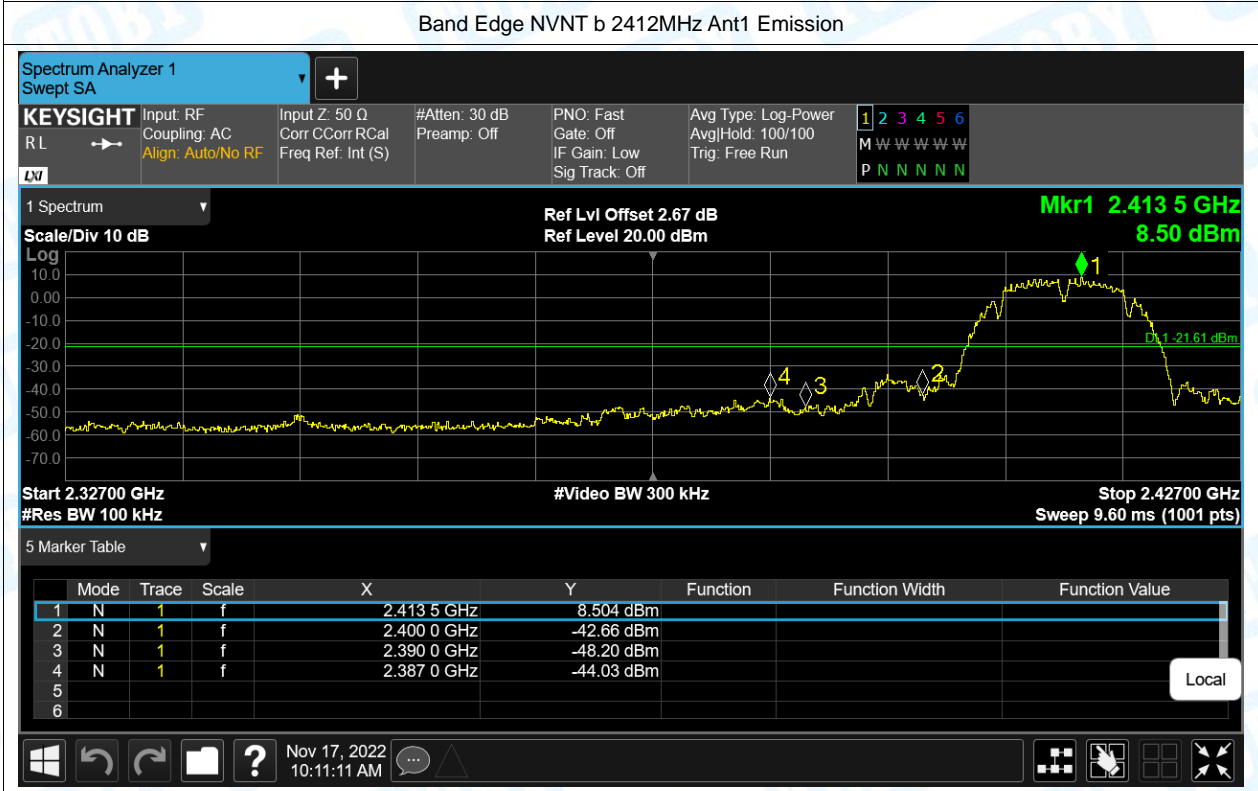 Band Edge NVNT b 2412MHz Ant1 Emission
Spectrum Analyzer 1
Swept SA
+
KEYSIGHT Input: RF Input Z: 50 Ω #Atten: 30 dB PNO: Fast Avg Type: Log-Power 1 2 3 4 5 6
RL Coupling: AC Corr CCorr RCal Preamp: Off Gate: Off Avg|Hold: 100/100 M W W W W W
Align: Auto/No RF Freq Ref: Int (S) IF Gain: Low Trig: Free Run
LXI Sig Track: Off P N N N N N
1 Spectrum Ref Lvl Offset 2.67 dB Mkr1 2.413 5 GHz
Scale/Div 10 dB Ref Level 20.00 dBm 8.50 dBm
Log
1
10.0
0.00
-10.0
-20.0 DL1 -21.61 dBm
-30.0
4 3 2
-40.0
-50.0
-60.0
-70.0
Start 2.32700 GHz #Video BW 300 kHz Stop 2.42700 GHz
#Res BW 100 kHz Sweep 9.60 ms (1001 pts)
5 Marker Table
Mode Trace Scale X Y Function Function Width Function Value
1 N 1 f 2.413 5 GHz 8.504 dBm
2 N 1 f 2.400 0 GHz -42.66 dBm
3 N 1 f 2.390 0 GHz -48.20 dBm
4 N 1 f 2.387 0 GHz -44.03 dBm
5
6
Local
? Nov 17, 2022
10:11:11 AM